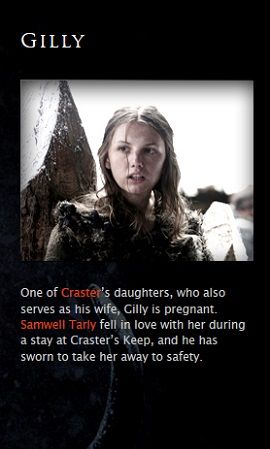 GILLY
One of Craster's daughters, who also
serves as his wife, Gilly is pregnant.
Samwell Tarly fell in love with her during
a stay at Craster's Keep, and he has
sworn to take her away to safety.